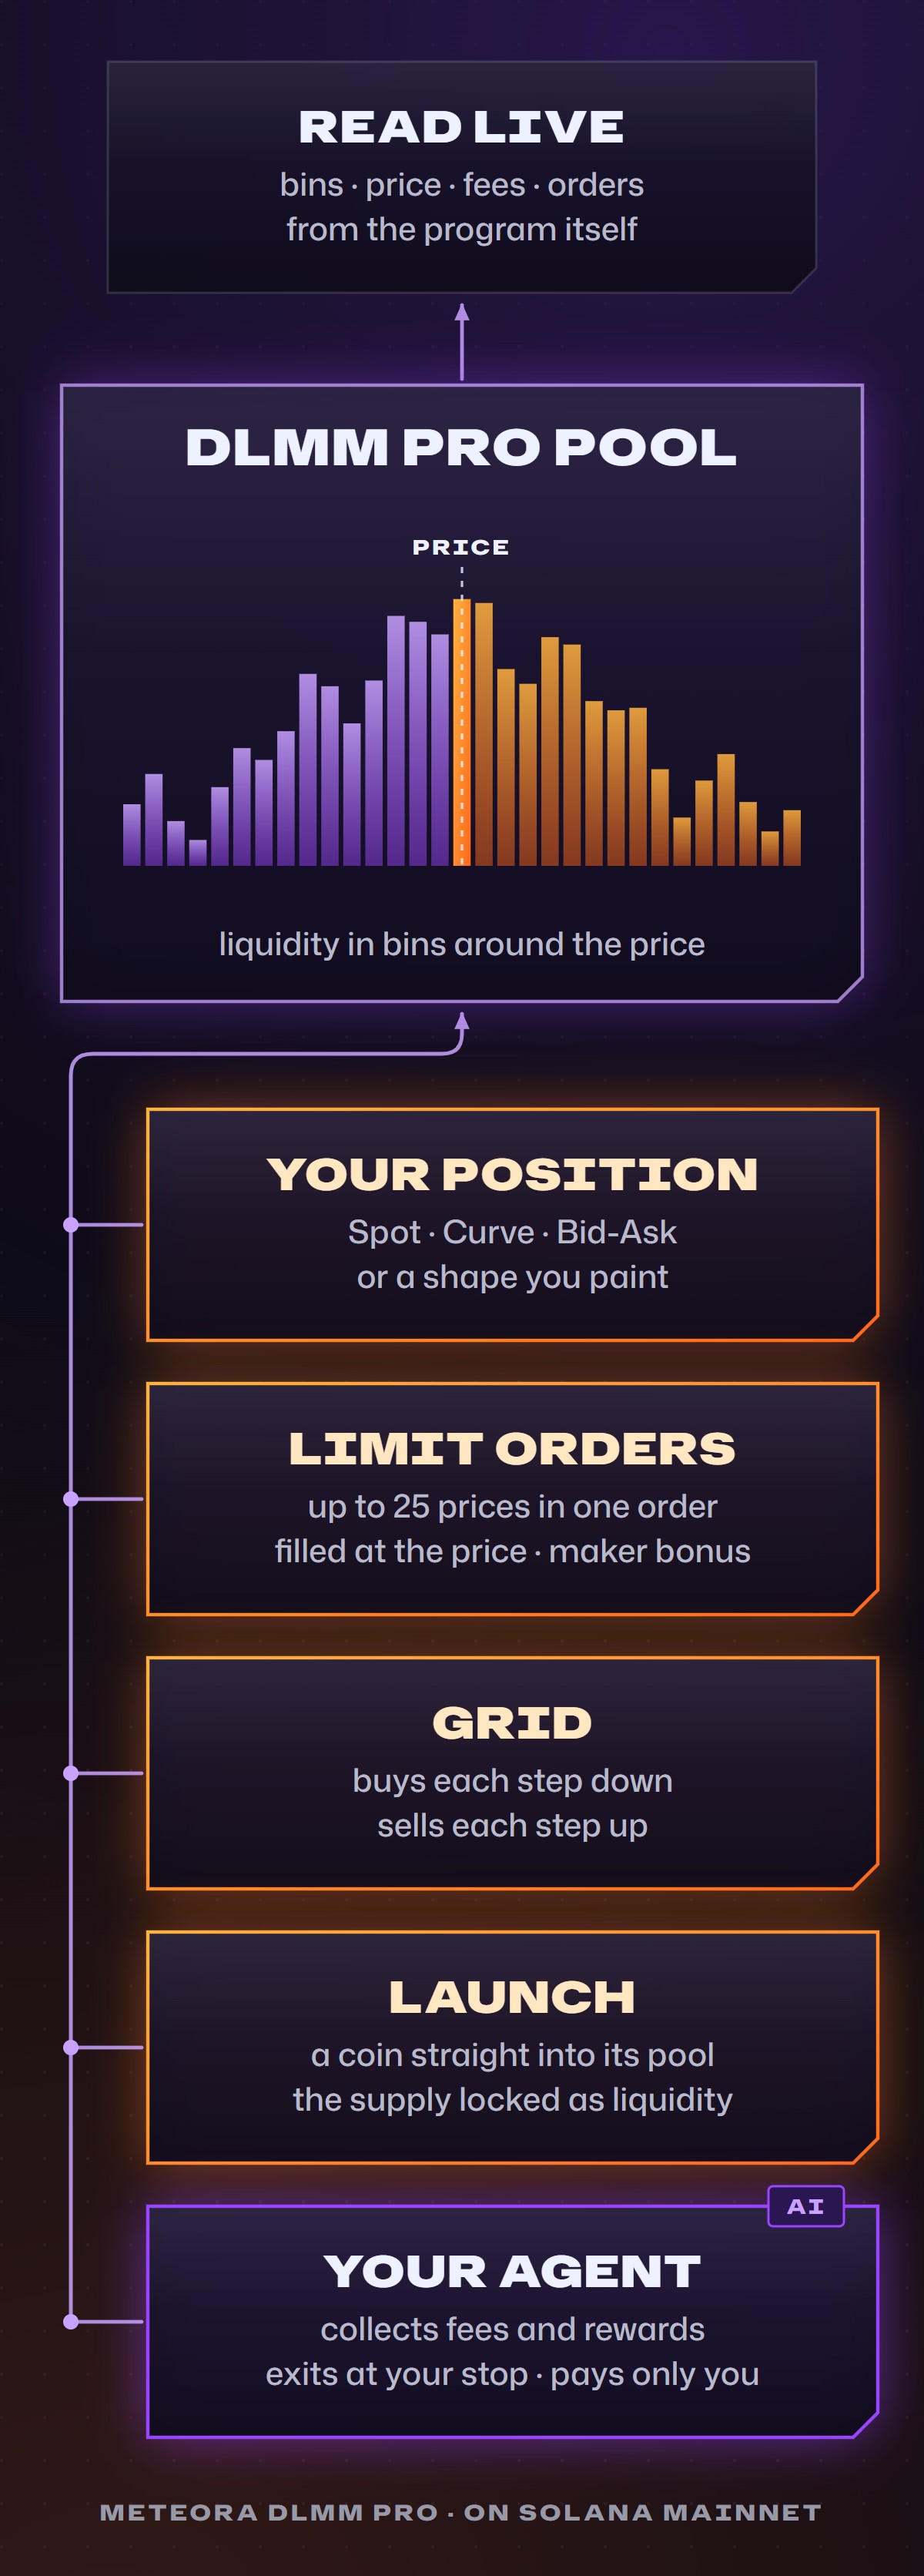 READ LIVE
bins · price · fees · orders
from the program itself
DLMM PRO POOL
PRICE
liquidity in bins around the price
YOUR POSITION
Spot · Curve · Bid-Ask
or a shape you paint
LIMIT ORDERS
up to 25 prices in one order
filled at the price · maker bonus
GRID
buys each step down
sells each step up
LAUNCH
a coin straight into its pool
the supply locked as liquidity
AI
YOUR AGENT
collects fees and rewards
exits at your stop · pays only you
METEORA DLMM PRO · ON SOLANA MAINNET